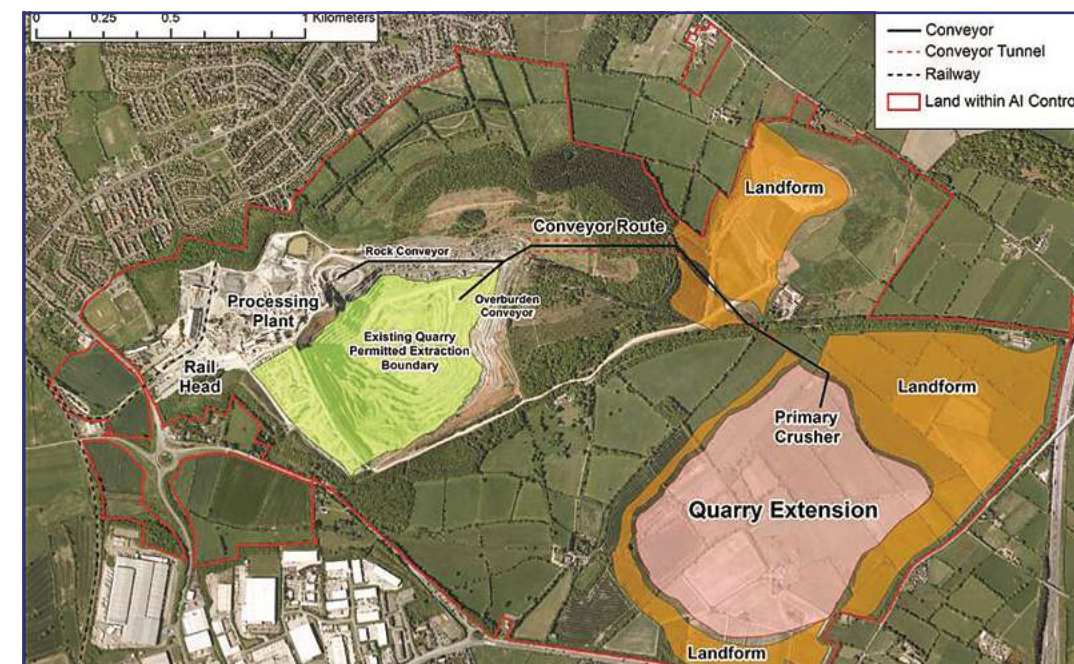 0 0.25 0.5 1 Kilometers
Conveyor
Conveyor Tunnel
Railway
Land within AI Contro
Landform
Conveyor Route
Rock Conveyor
Processing
Plant
Overburden
Conveyor
Existing Quarry
Permitted Extraction
Boundary
Rail
Head
Landform
Primary
Crusher
Quarry Extension
Landform